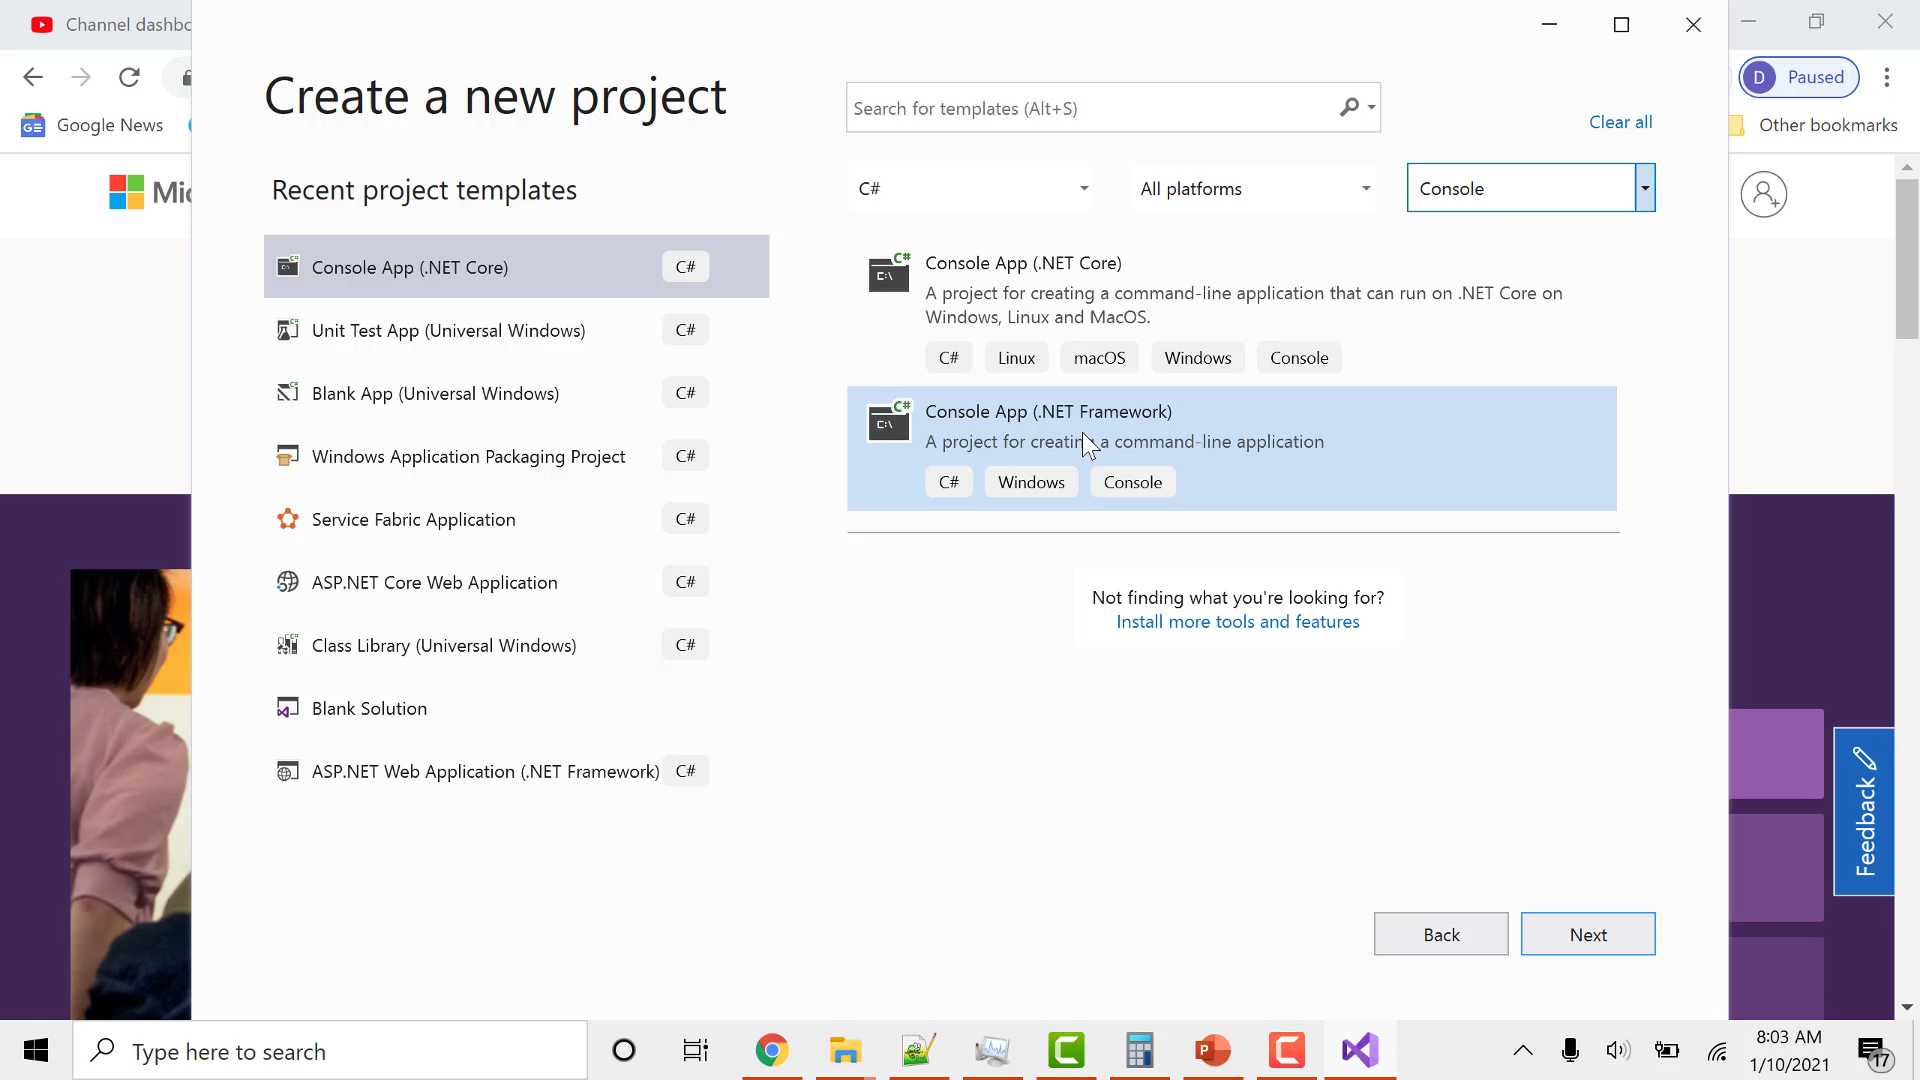 Channel dashbo
Paused
D
Google News
Other bookmarks
Mic
Create a new project
Search for templates (Alt+S)
Clear all
C#
All platforms
Console
Recent project templates
Console App (.NET Core) C#
Unit Test App (Universal Windows) C#
Blank App (Universal Windows) C#
Windows Application Packaging Project C#
Service Fabric Application C#
ASP.NET Core Web Application C#
Class Library (Universal Windows) C#
Blank Solution
ASP.NET Web Application (.NET Framework) C#
Console App (.NET Core)
A project for creating a command-line application that can run on .NET Core on
Windows, Linux and MacOS.
C# Linux macOS Windows Console
Console App (.NET Framework)
A project for creating a command-line application
C# Windows Console
Not finding what you're looking for?
Install more tools and features
Back
Next
Feedback
Type here to search
8:03 AM
1/10/2021
17